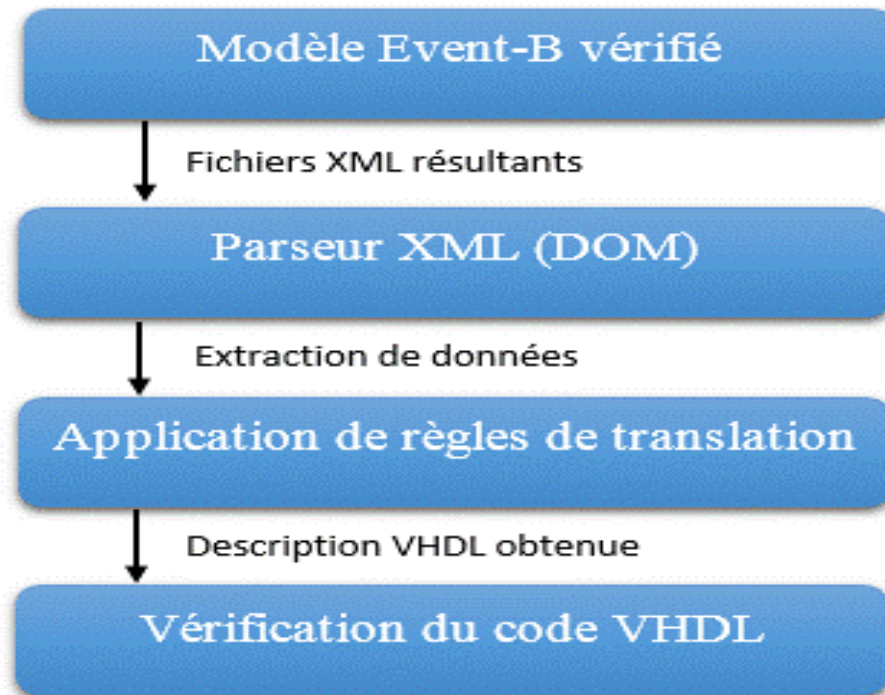 Modèle Event-B vérifié
Fichiers XML résultants
Parseur XML (DOM)
Extraction de données
Application de règles de translation
Description VHDL obtenue
Vérification du code VHDL